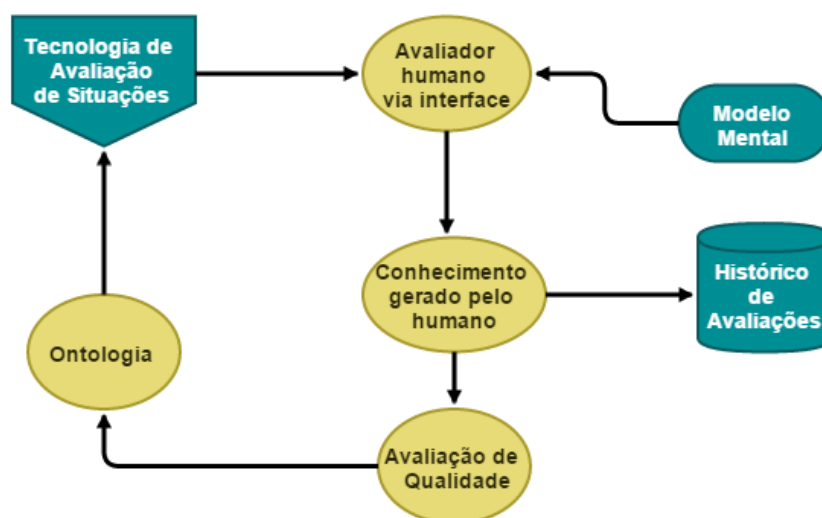 Tecnologia de
Avaliação
de Situações
Avaliador
humano
via interface
Modelo
Mental
Conhecimento
gerado pelo
humano
Histórico
de
Avaliações
Ontologia
Avaliação de
Qualidade